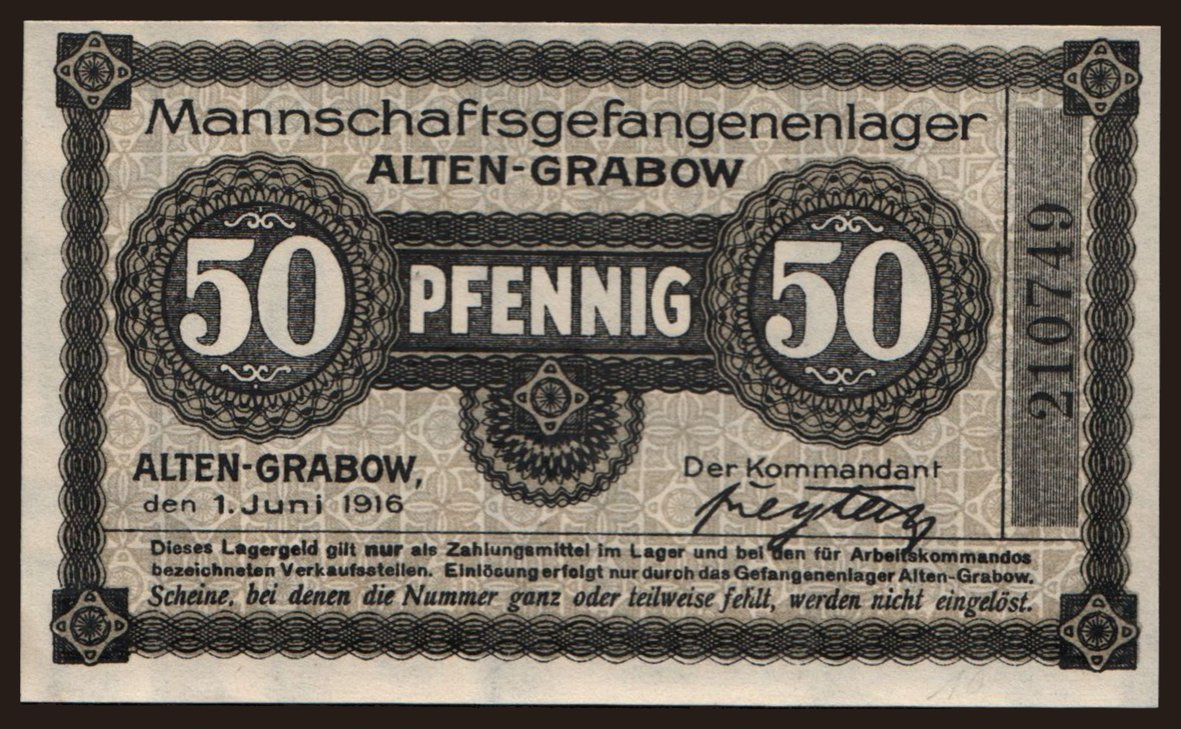 Mannschaftsgefangenenlager
ALTEN-GRABOW
50 PFENNIG 50
210749
ALTEN-GRABOW,
den 1. Juni 1916
Der Kommandant
Dieses Lagergeld gilt nur als Zahlungsmittel im Lager und bei den für Arbeitskommandos
bezeichneten Verkaufsstellen. Einlösung erfolgt nur durch das Gefangenenlager Alten-Grabow.
Scheine, bei denen die Nummer ganz oder teilweise fehlt, werden nicht eingelöst.